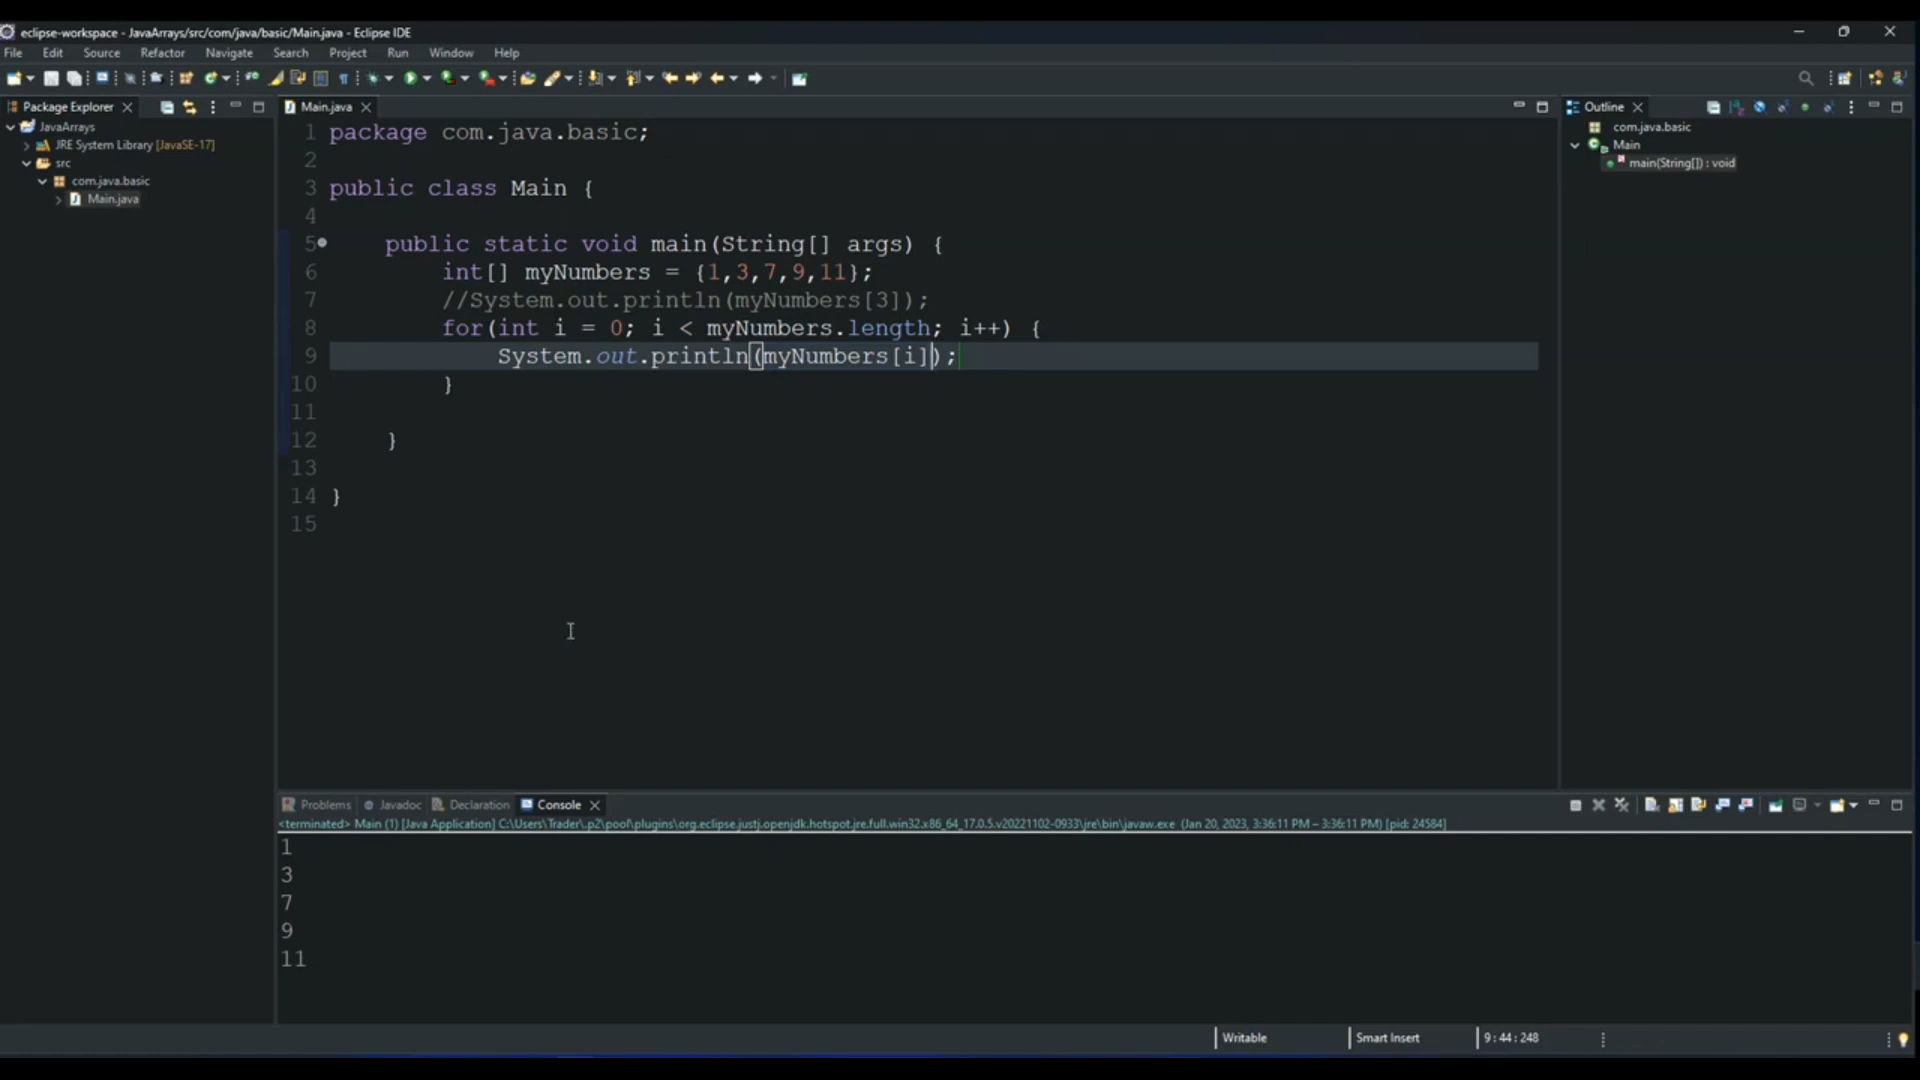 eclipse-workspace - JavaArrays/src/com/java/basic/Main.java - Eclipse IDE
File Edit Source Refactor Navigate Search Project Run Window Help
Package Explorer
JavaArrays
JRE System Library [JavaSE-17]
src
com.java.basic
Main.java
Main.java
1 package com.java.basic;
2
3 public class Main {
4
5 public static void main(String[] args) {
6 int[] myNumbers = {1,3,7,9,11};
7 //System.out.println(myNumbers[3]);
8 for(int i = 0; i < myNumbers.length; i++) {
9 System.out.println(myNumbers[i]);
10 }
11
12 }
13
14 }
15
Outline
com.java.basic
Main
main(String[]) : void
Problems Javadoc Declaration Console
<terminated> Main (1) [Java Application] C:\Users\Trader\.p2\pool\plugins\org.eclipse.justj.openjdk.hotspot.jre.full.win32.x86_64_17.0.5.v20221102-0933\jre\bin\javaw.exe (Jan 20, 2023, 3:36:11 PM – 3:36:11 PM) [pid: 24584]
1
3
7
9
11
Writable Smart Insert 9 : 44 : 248